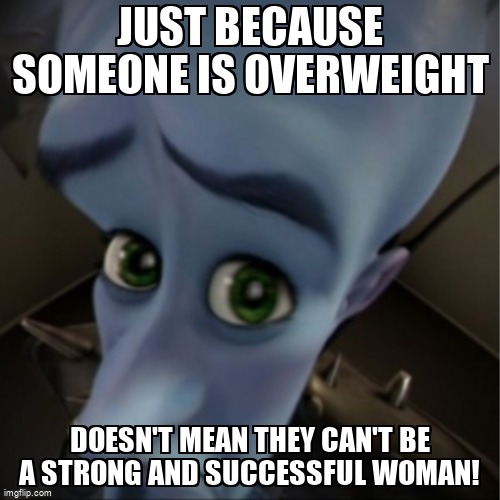 JUST BECAUSE
SOMEONE IS OVERWEIGHT
DOESN'T MEAN THEY CAN'T BE
A STRONG AND SUCCESSFUL WOMAN!
imgflip.com